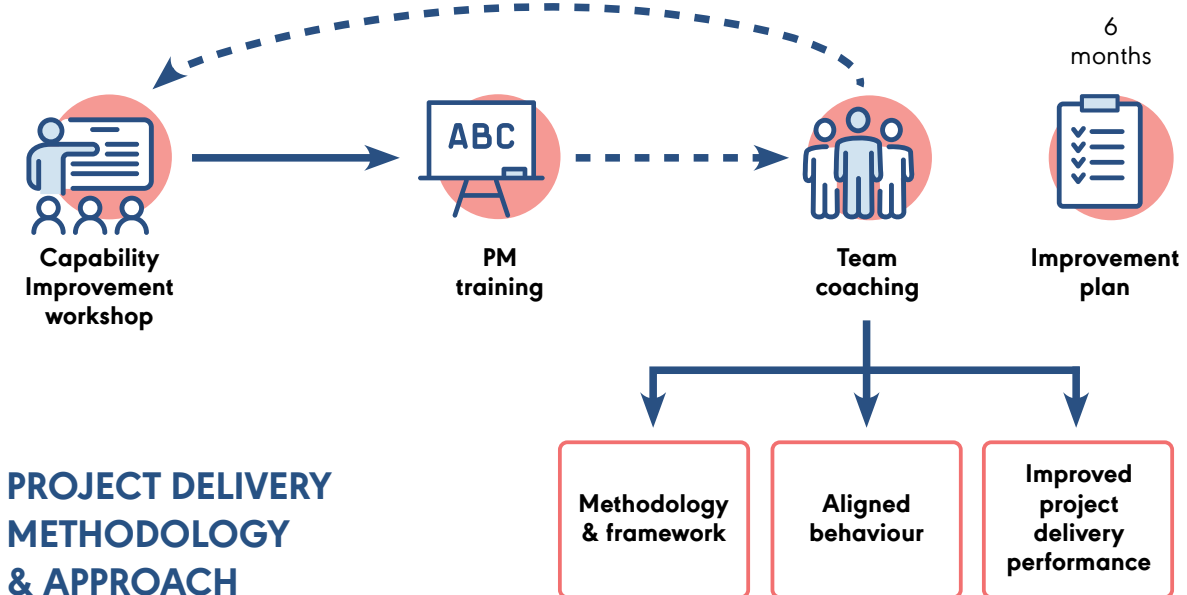 6
months
ABC
Capability
Improvement
workshop
PM
training
Team
coaching
Improvement
plan
PROJECT DELIVERY
METHODOLOGY
& APPROACH
Methodology
& framework
Aligned
behaviour
Improved
project
delivery
performance